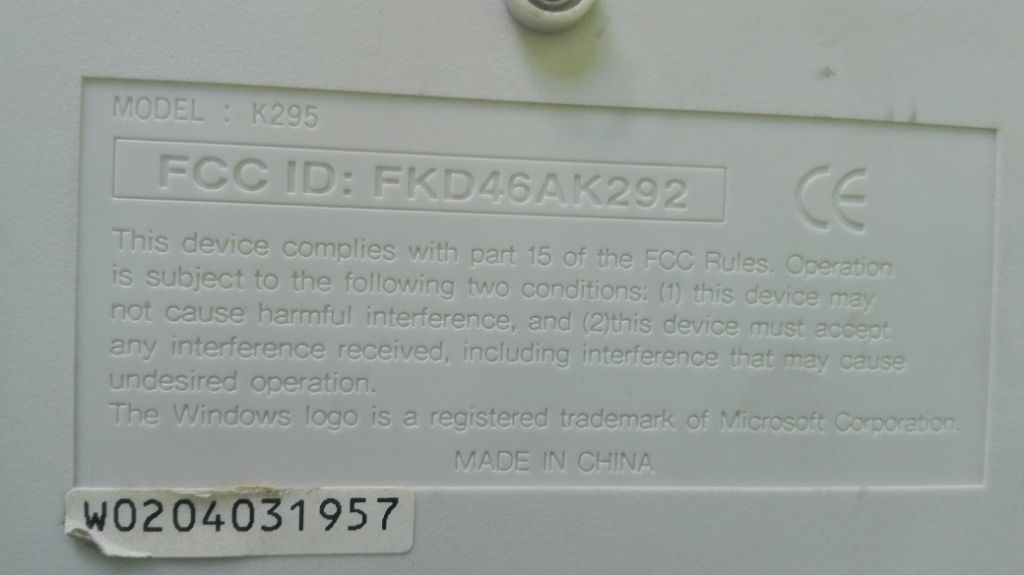 MODEL : K295
FCC ID: FKD46AK292
CE
This device complies with part 15 of the FCC Rules. Operation
is subject to the following two conditions: (1) this device may
not cause harmful interference, and (2)this device must accept
any interference received, including interference that may cause
undesired operation.
The Windows logo is a registered trademark of Microsoft Corporation.
MADE IN CHINA
W0204031957